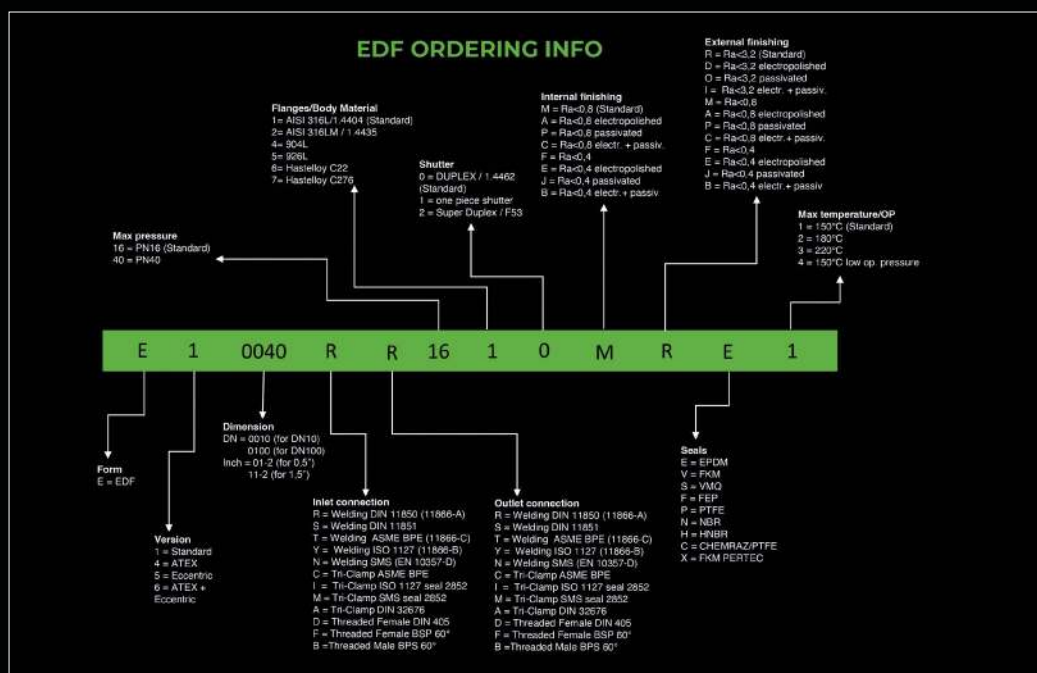 EDF ORDERING INFO
External finishing
R = Ra<3,2 (Standard)
D = Ra<3,2 electropolished
O = Ra<3,2 passivated
I = Ra<3,2 electr. + passiv.
M = Ra<0,8
A = Ra<0,8 electropolished
P = Ra<0,8 passivated
C = Ra<0,8 electr. + passiv.
F = Ra<0,4
E = Ra<0,4 electropolished
J = Ra<0,4 passivated
B = Ra<0,4 electr.+ passiv
Internal finishing
M = Ra<0,8 (Standard)
A = Ra<0,8 electropolished
P = Ra<0,8 passivated
C = Ra<0,8 electr. + passiv.
F = Ra<0,4
E = Ra<0,4 electropolished
J = Ra<0,4 passivated
B = Ra<0,4 electr.+ passiv.
Flanges/Body Material
1= AISI 316L/1.4404 (Standard)
2= AISI 316LM / 1.4435
4= 904L
5= 926L
6= Hastelloy C22
7= Hastelloy C276
Shutter
0 = DUPLEX / 1.4462
(Standard)
1 = one piece shutter
2 = Super Duplex / F53
Max temperature/OP
1 = 150°C (Standard)
2 = 180°C
3 = 220°C
4 = 150°C low op. pressure
Max pressure
16 = PN16 (Standard)
40 = PN40
E 1 0040 R R 16 1 0 M R E 1
Form
E = EDF
Version
1 = Standard
4 = ATEX
5 = Eccentric
6 = ATEX +
Eccentric
Dimension
DN = 0010 (for DN10)
0100 (for DN100)
Inch = 01-2 (for 0.5")
11-2 (for 1.5")
Inlet connection
R = Welding DIN 11850 (11866-A)
S = Welding DIN 11851
T = Welding ASME BPE (11866-C)
Y = Welding ISO 1127 (11866-B)
N = Welding SMS (EN 10357-D)
C = Tri-Clamp ASME BPE
I = Tri-Clamp ISO 1127 seal 2852
M = Tri-Clamp SMS seal 2852
A = Tri-Clamp DIN 32676
D = Threaded Female DIN 405
F = Threaded Female BSP 60°
B =Threaded Male BPS 60°
Outlet connection
R = Welding DIN 11850 (11866-A)
S = Welding DIN 11851
T = Welding ASME BPE (11866-C)
Y = Welding ISO 1127 (11866-B)
N = Welding SMS (EN 10357-D)
C = Tri-Clamp ASME BPE
I = Tri-Clamp ISO 1127 seal 2852
M = Tri-Clamp SMS seal 2852
A = Tri-Clamp DIN 32676
D = Threaded Female DIN 405
F = Threaded Female BSP 60°
B =Threaded Male BPS 60°
Seals
E = EPDM
V = FKM
S = VMQ
F = FEP
P = PTFE
N = NBR
H = HNBR
C = CHEMRAZ/PTFE
X = FKM PERTEC